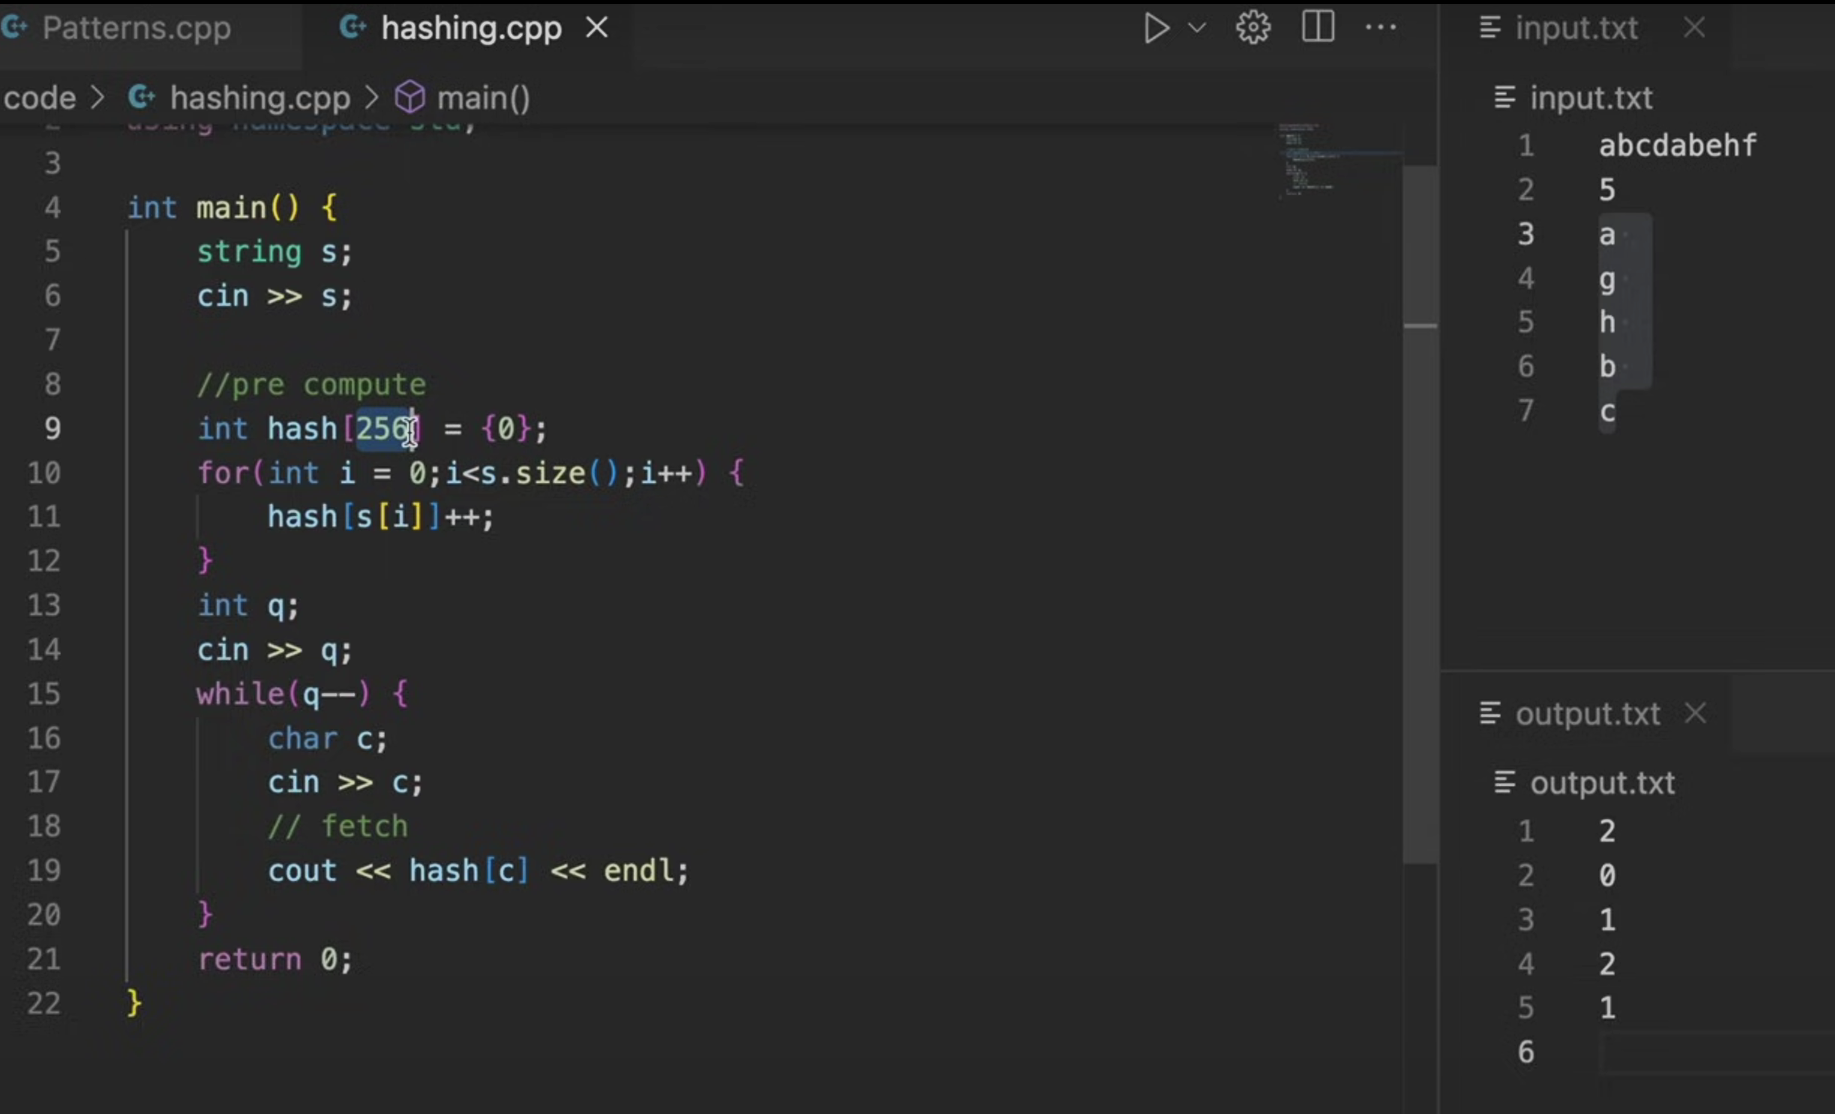 Patterns.cpp
hashing.cpp
code > hashing.cpp > main()
2 using namespace std;
3
4 int main() {
5 string s;
6 cin >> s;
7
8 //pre compute
9 int hash[256] = {0};
10 for(int i = 0;i<s.size();i++) {
11 hash[s[i]]++;
12 }
13 int q;
14 cin >> q;
15 while(q--) {
16 char c;
17 cin >> c;
18 // fetch
19 cout << hash[c] << endl;
20 }
21 return 0;
22 }
input.txt
input.txt
1 abcdabehf
2 5
3 a
4 g
5 h
6 b
7 c
output.txt
output.txt
1 2
2 0
3 1
4 2
5 1
6